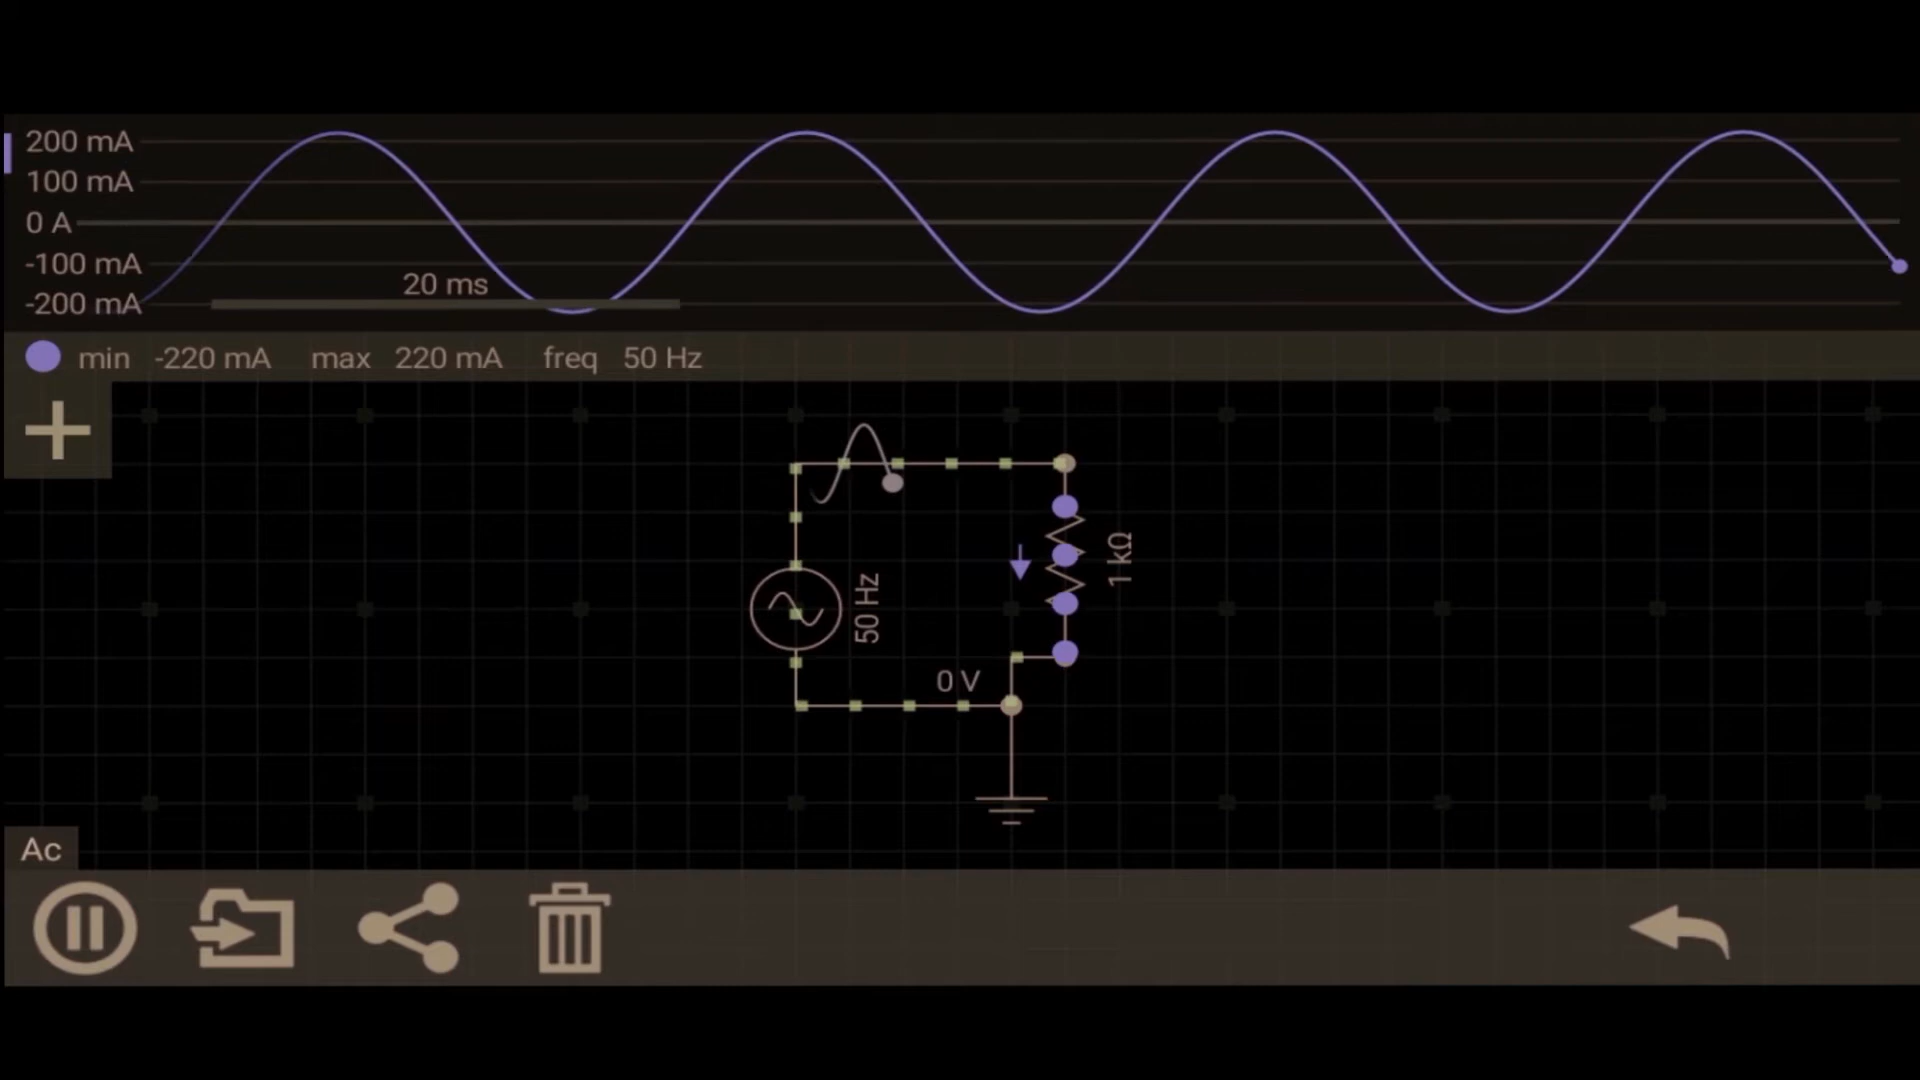 200 mA
100 mA
0 A
-100 mA
20 ms
-200 mA
min -220 mA max 220 mA freq 50 Hz
50 Hz
1 kΩ
0 V
Ac